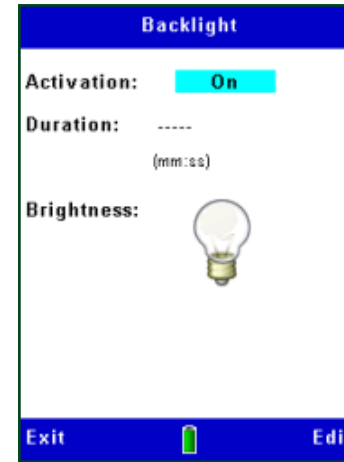 Backlight
Activation: On
Duration: -----
(mm:ss)
Brightness:
Exit Edi